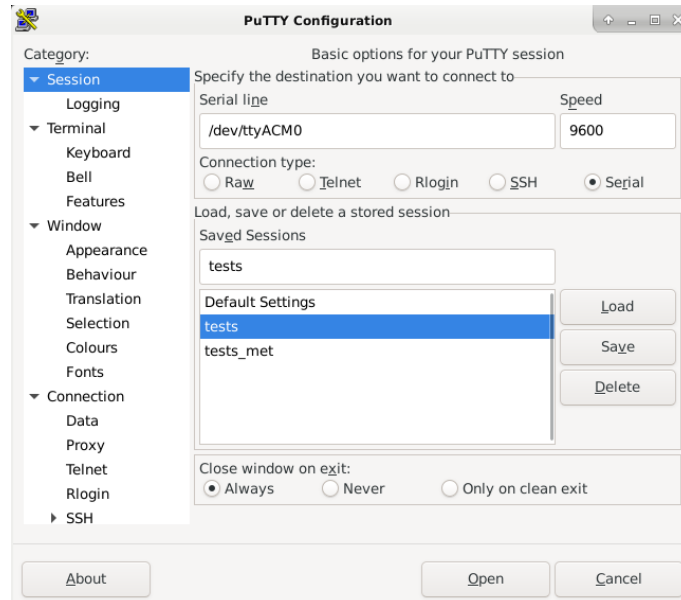 PuTTY Configuration
Category:
Session
Logging
Terminal
Keyboard
Bell
Features
Window
Appearance
Behaviour
Translation
Selection
Colours
Fonts
Connection
Data
Proxy
Telnet
Rlogin
SSH
Basic options for your PuTTY session
Specify the destination you want to connect to
Serial line Speed
/dev/ttyACM0 9600
Connection type:
Raw Telnet Rlogin SSH Serial
Load, save or delete a stored session
Saved Sessions
tests
Default Settings
tests
tests_met
Load
Save
Delete
Close window on exit:
Always Never Only on clean exit
About Open Cancel